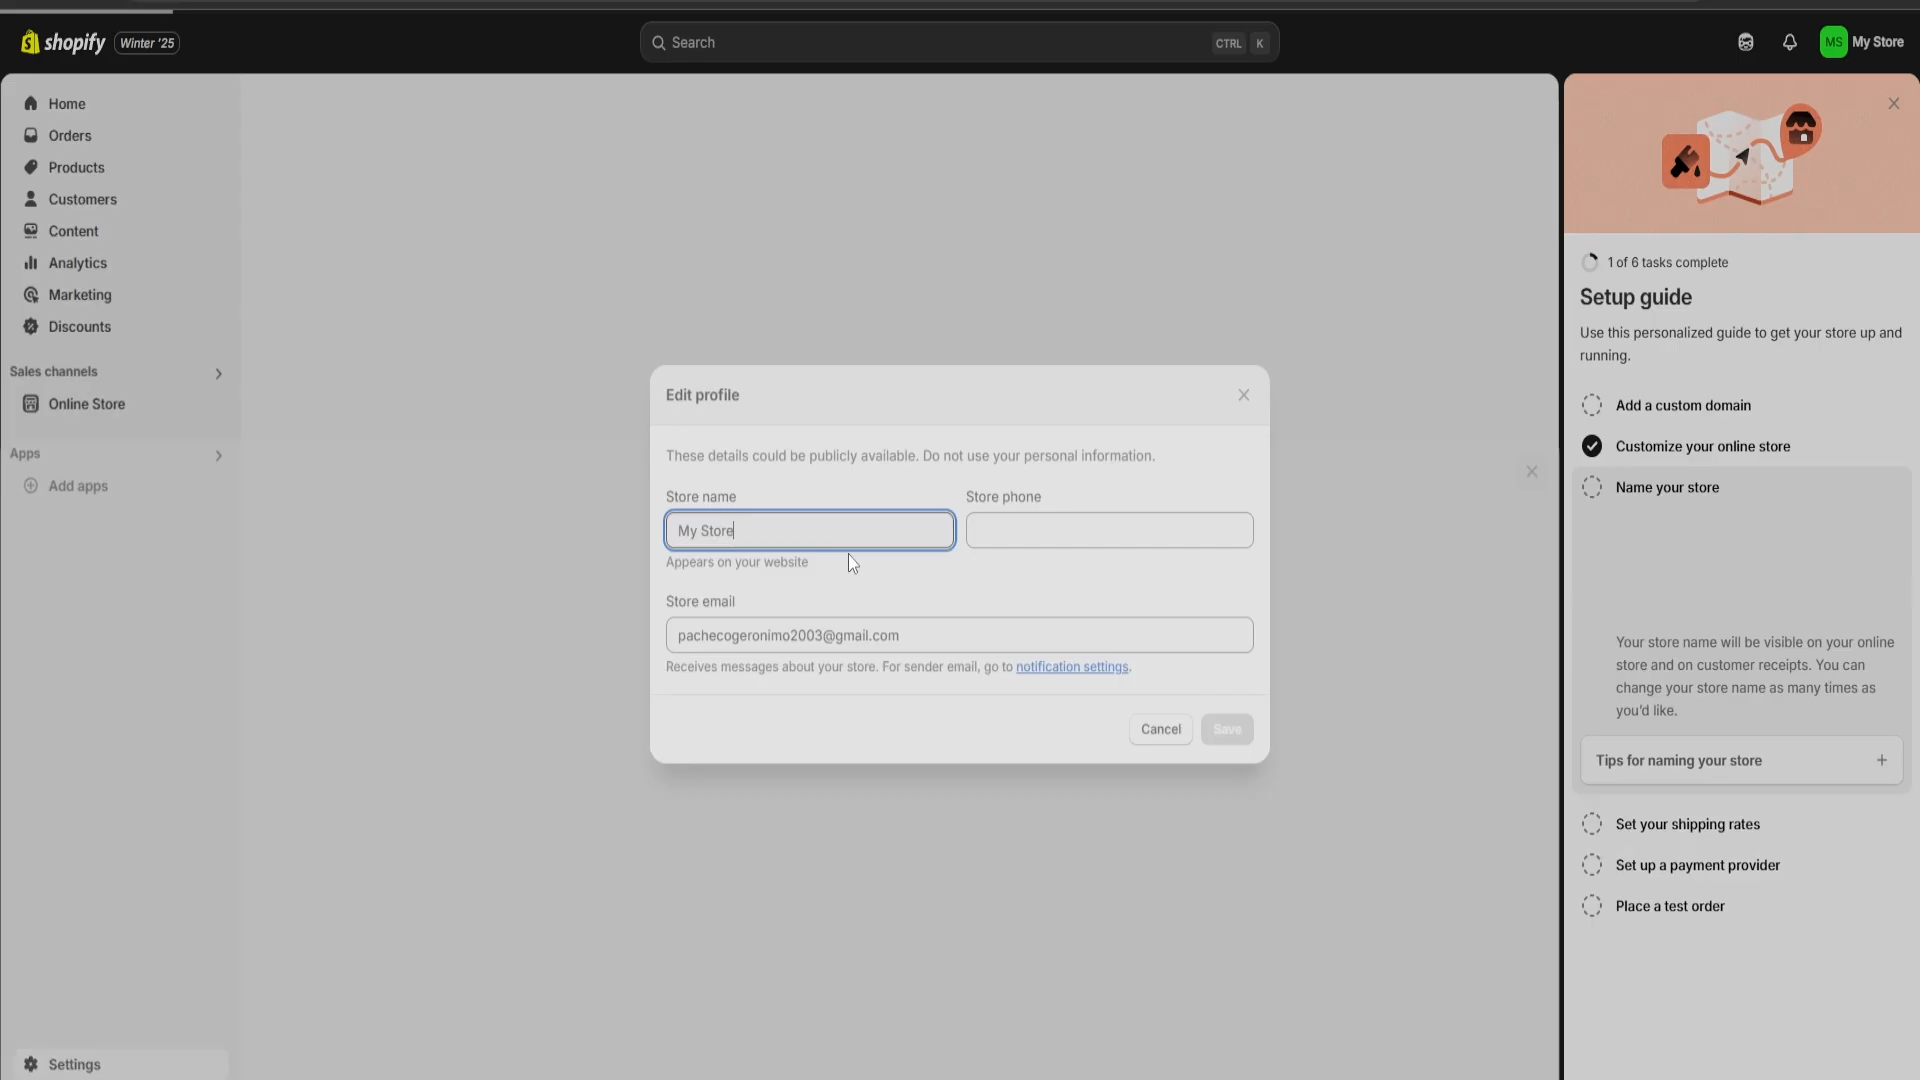 shopify
Winter '25
Search
CTRL K
MS
My Store
Home
Orders
Products
Customers
Content
Analytics
Marketing
Discounts
Sales channels
Online Store
Apps
Add apps
Settings
Edit profile
These details could be publicly available. Do not use your personal information.
Store name
Store phone
My Store
Appears on your website
Store email
pachecogeronimo2003@gmail.com
Receives messages about your store. For sender email, go to notification settings.
Cancel
Save
1 of 6 tasks complete
Setup guide
Use this personalized guide to get your store up and
running.
Add a custom domain
Customize your online store
Name your store
Your store name will be visible on your online
store and on customer receipts. You can
change your store name as many times as
you'd like.
Tips for naming your store
Set your shipping rates
Set up a payment provider
Place a test order